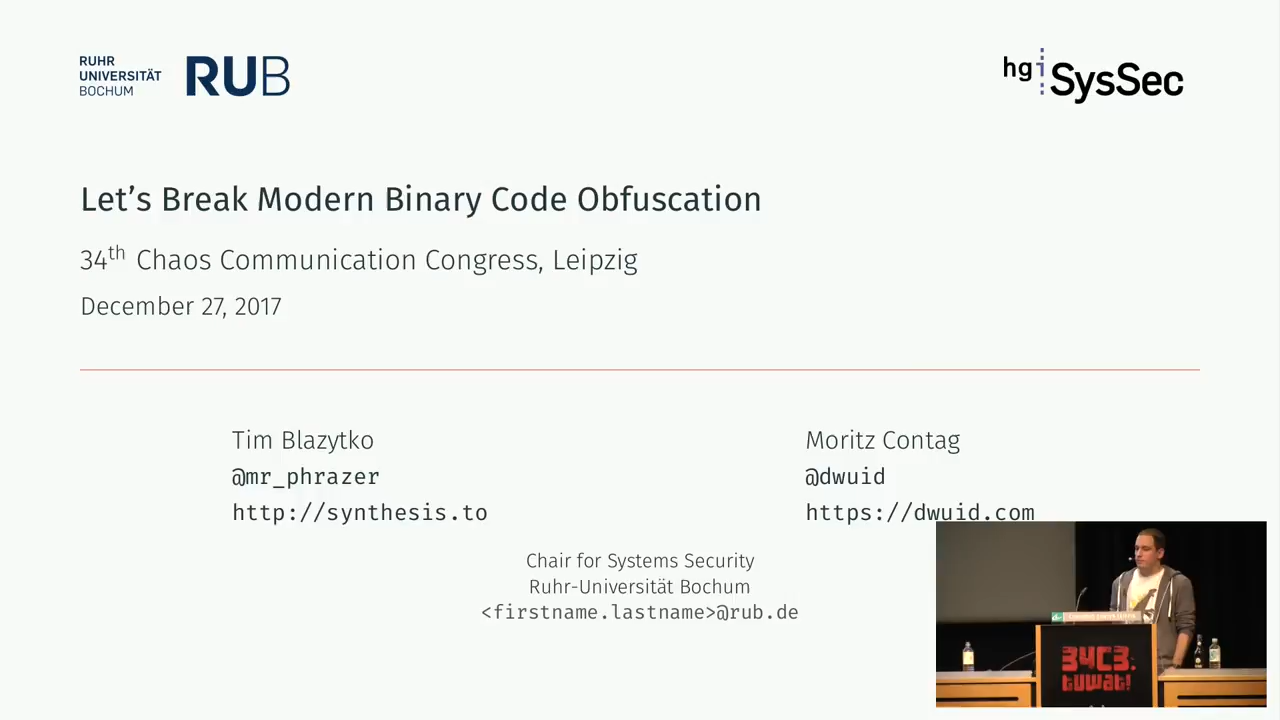 RUHR
UNIVERSITÄT
BOCHUM
RUB
hgi SysSec
Let's Break Modern Binary Code Obfuscation
34th Chaos Communication Congress, Leipzig
December 27, 2017
Tim Blazytko
@mr_phrazer
http://synthesis.to
Moritz Contag
@dwuid
https://dwuid.com
Chair for Systems Security
Ruhr-Universität Bochum
<firstname.lastname>@rub.de
34C3.
tuwat!